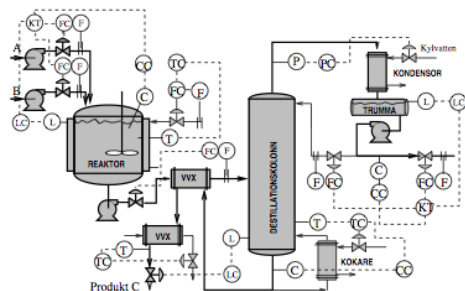 KT FC F
A
FC F
B
LC L
CC
C
TC
FC F
T
REAKTOR
FC F
VVX
VVX
T
TC
LC
L
Produkt C
DESTILLATIONSKOLONN
P PC
Kylvatten
KONDENSOR
TRUMMA
L LC
F FC
C
CC
FC F
KT
T TC
C CC
KOKARE